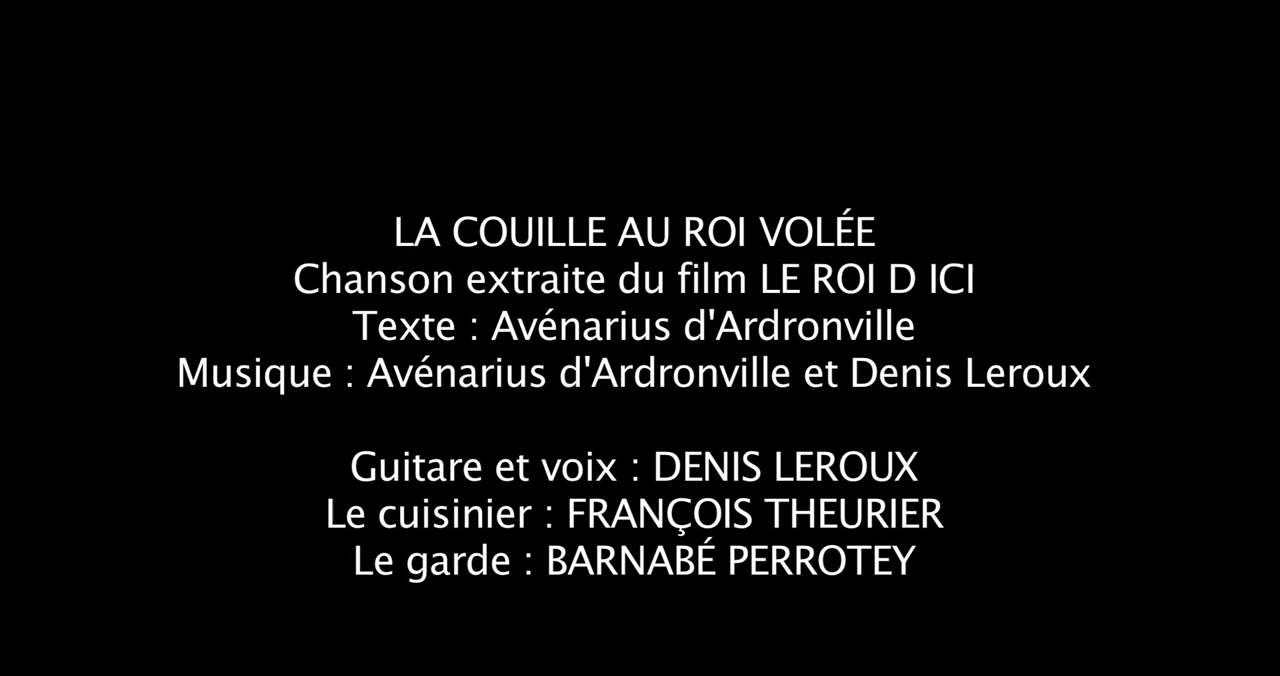 LA COUILLE AU ROI VOLÉE
Chanson extraite du film LE ROI D ICI
Texte : Avénarius d'Ardronville
Musique : Avénarius d'Ardronville et Denis Leroux
Guitare et voix : DENIS LEROUX
Le cuisinier : FRANÇOIS THEURIER
Le garde : BARNABÉ PERROTEY